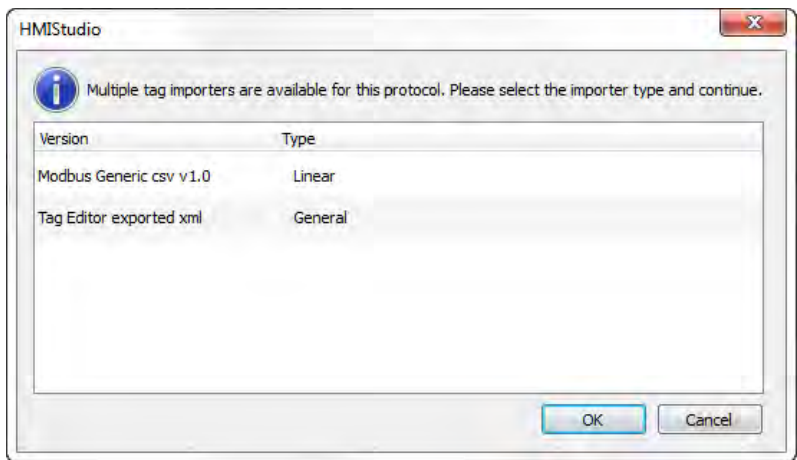 HMIStudio
Multiple tag importers are available for this protocol. Please select the importer type and continue.
Version Type
Modbus Generic csv v1.0 Linear
Tag Editor exported xml General
OK Cancel